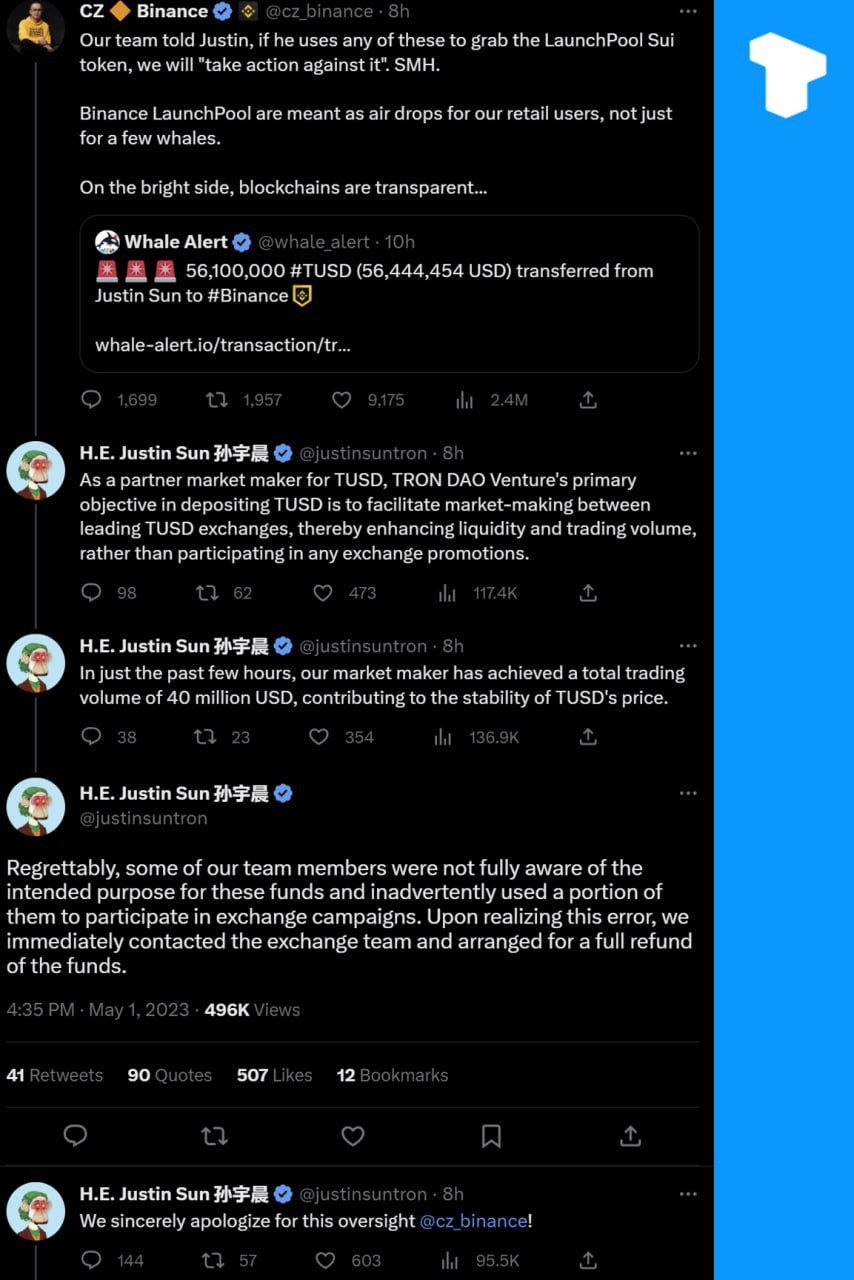 CZ 🔶 Binance @cz_binance · 8h
Our team told Justin, if he uses any of these to grab the LaunchPool Sui
token, we will "take action against it". SMH.
Binance LaunchPool are meant as air drops for our retail users, not just
for a few whales.
On the bright side, blockchains are transparent...
Whale Alert @whale_alert · 10h
🚨 🚨 🚨 56,100,000 #TUSD (56,444,454 USD) transferred from
Justin Sun to #Binance
whale-alert.io/transaction/tr...
1,699 1,957 9,175 2.4M
H.E. Justin Sun 孙宇晨 @justinsuntron · 8h
As a partner market maker for TUSD, TRON DAO Venture's primary
objective in depositing TUSD is to facilitate market-making between
leading TUSD exchanges, thereby enhancing liquidity and trading volume,
rather than participating in any exchange promotions.
98 62 473 117.4K
H.E. Justin Sun 孙宇晨 @justinsuntron · 8h
In just the past few hours, our market maker has achieved a total trading
volume of 40 million USD, contributing to the stability of TUSD's price.
38 23 354 136.9K
H.E. Justin Sun 孙宇晨
@justinsuntron
Regrettably, some of our team members were not fully aware of the
intended purpose for these funds and inadvertently used a portion of
them to participate in exchange campaigns. Upon realizing this error, we
immediately contacted the exchange team and arranged for a full refund
of the funds.
4:35 PM · May 1, 2023 · 496K Views
41 Retweets 90 Quotes 507 Likes 12 Bookmarks
H.E. Justin Sun 孙宇晨 @justinsuntron · 8h
We sincerely apologize for this oversight @cz_binance!
144 57 603 95.5K